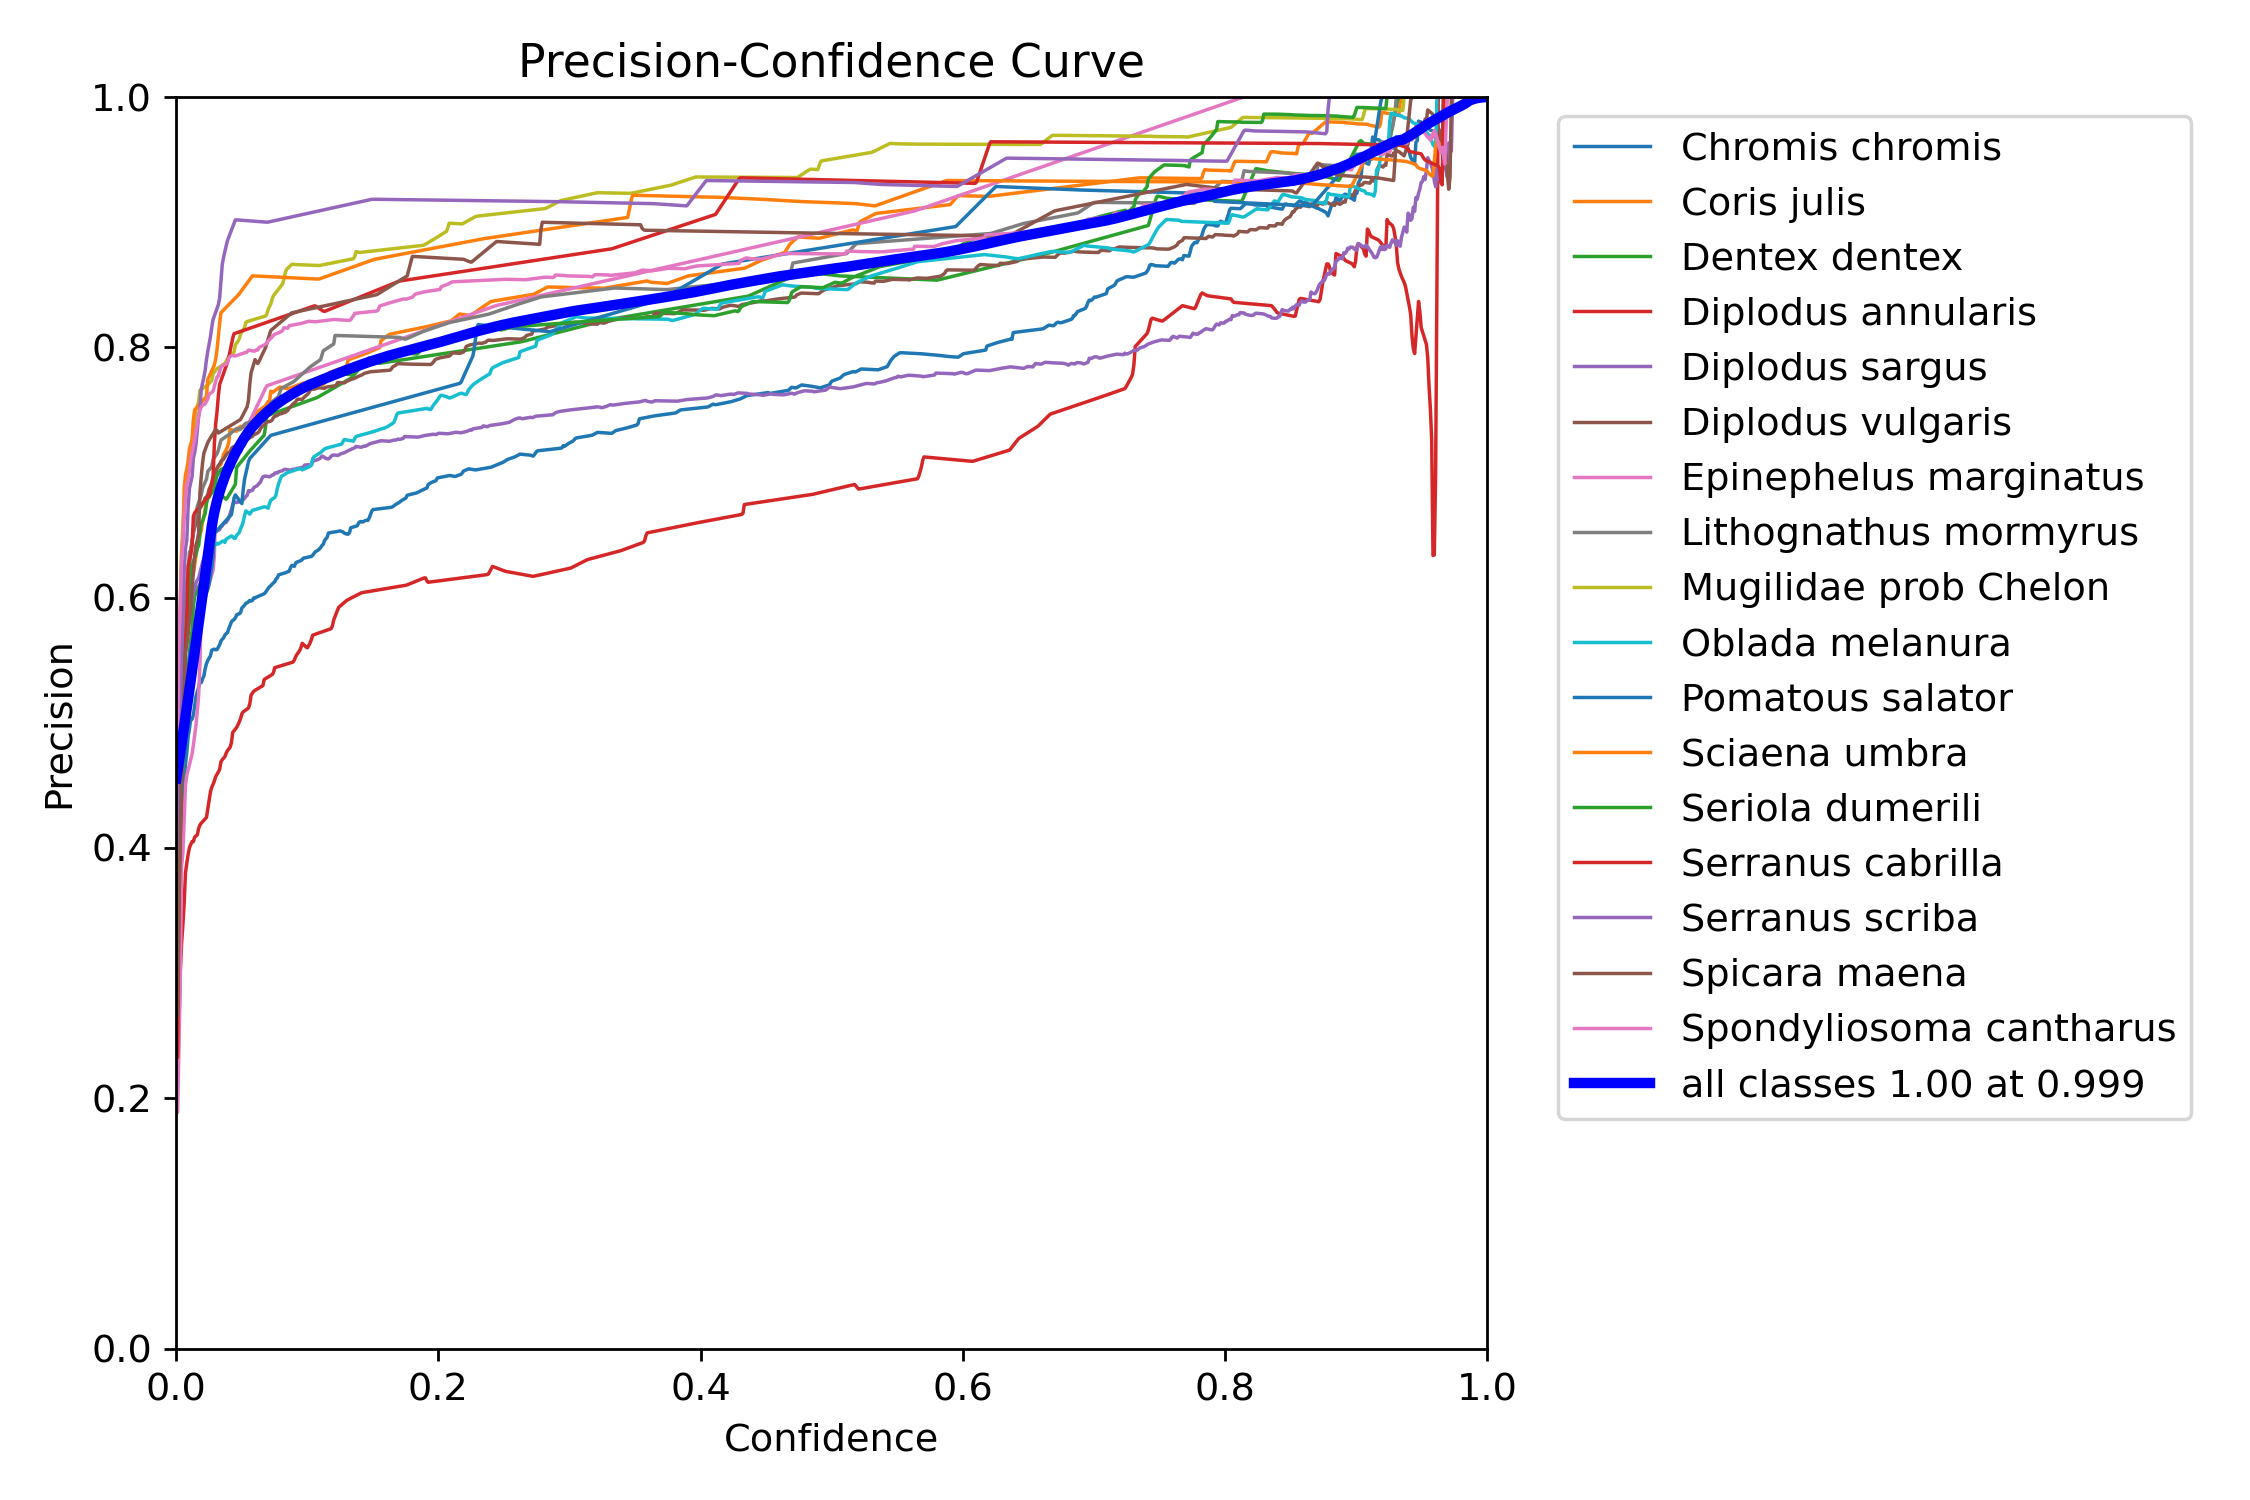 Precision-Confidence Curve
1.0
0.8
0.6
0.4
0.2
0.0
Precision
0.0 0.2 0.4 0.6 0.8 1.0
Confidence
Chromis chromis
Coris julis
Dentex dentex
Diplodus annularis
Diplodus sargus
Diplodus vulgaris
Epinephelus marginatus
Lithognathus mormyrus
Mugilidae prob Chelon
Oblada melanura
Pomatous salator
Sciaena umbra
Seriola dumerili
Serranus cabrilla
Serranus scriba
Spicara maena
Spondyliosoma cantharus
all classes 1.00 at 0.999